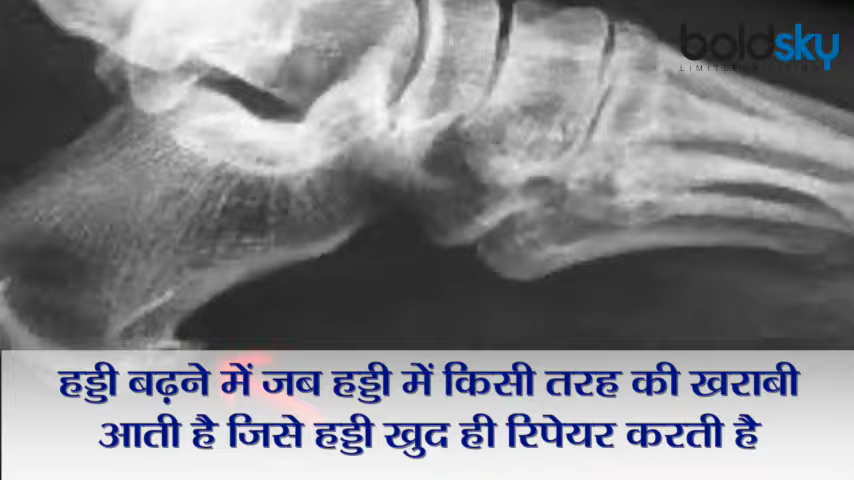 boldsky
हड्डी बढ़ने में जब हड्डी में किसी तरह की खराबी
आती है जिसे हड्डी खुद ही रिपेयर करती है